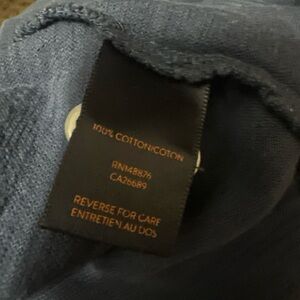 100% COTTON/COTON
RN148876
CA26689
REVERSE FOR CARE
ENTRETIEN AU DOS